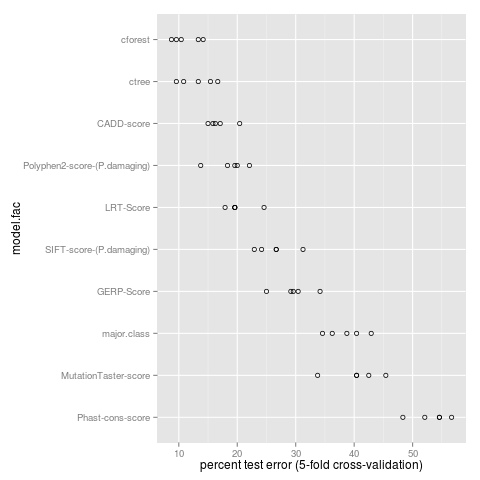 cforest
ctree
CADD-score
Polyphen2-score-(P.damaging)
LRT-Score
SIFT-score-(P.damaging)
GERP-Score
major.class
MutationTaster-score
Phast-cons-score
model.fac
10 20 30 40 50
percent test error (5-fold cross-validation)